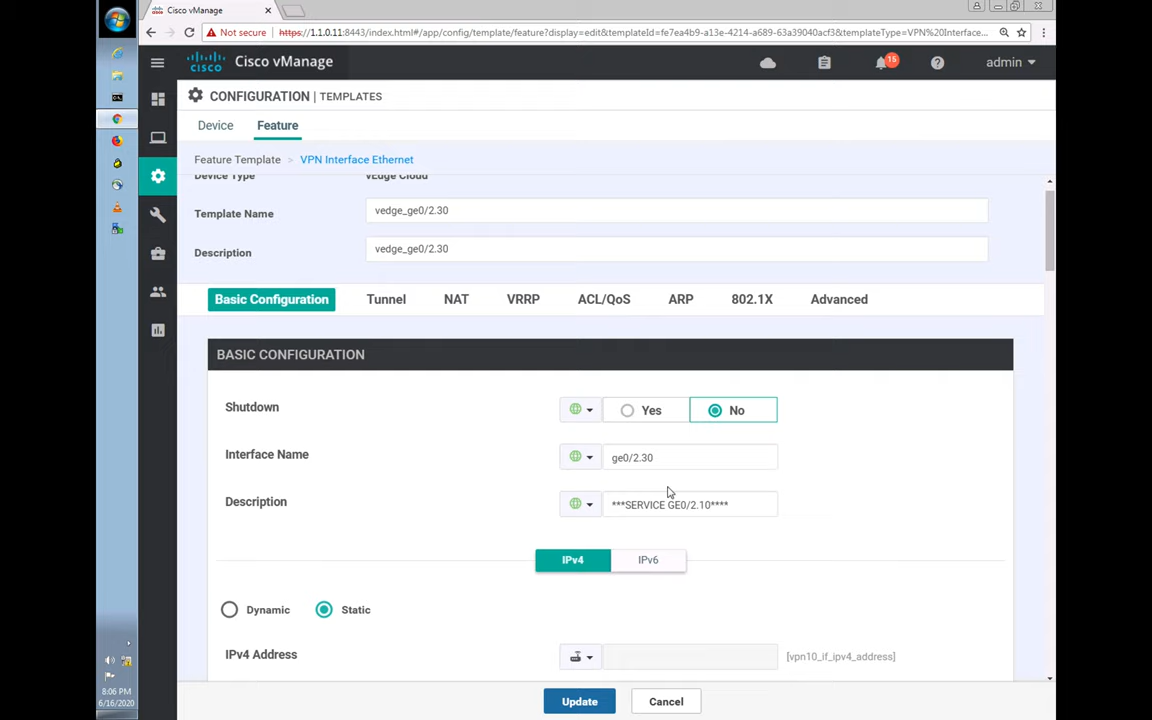 Cisco vManage
Not secure https://1.1.0.11:8443/index.html#/app/config/template/feature?display=edit&templateId=fe7ea4b9-a13e-4214-a689-63a39040acf3&templateType=VPN%20Interface...
CISCO Cisco vManage
15
admin
CONFIGURATION | TEMPLATES
Device Feature
Feature Template > VPN Interface Ethernet
Device Type vEdge Cloud
Template Name vedge_ge0/2.30
Description vedge_ge0/2.30
Basic Configuration Tunnel NAT VRRP ACL/QoS ARP 802.1X Advanced
BASIC CONFIGURATION
Shutdown Yes No
Interface Name ge0/2.30
Description ***SERVICE GE0/2.10****
IPv4 IPv6
Dynamic Static
IPv4 Address [vpn10_if_ipv4_address]
Update Cancel
8:06 PM
6/16/2020